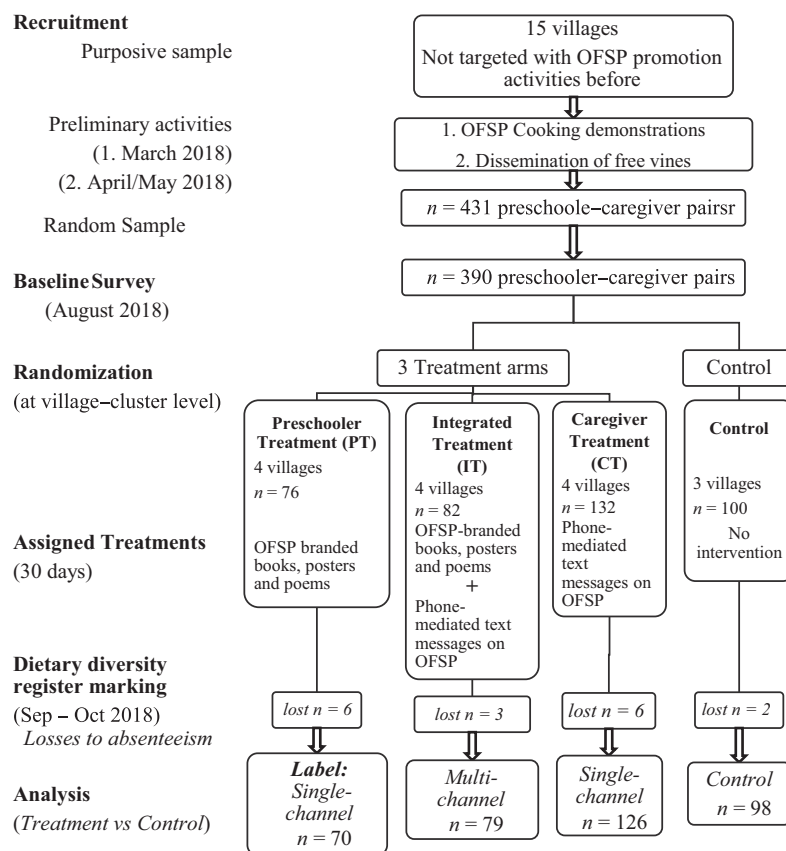 Recruitment
Purposive sample
15 villages
Not targeted with OFSP promotion
activities before
Preliminary activities
(1. March 2018)
(2. April/May 2018)
1. OFSP Cooking demonstrations
2. Dissemination of free vines
Random Sample
n = 431 preschoole–caregiver pairsr
Baseline Survey
(August 2018)
n = 390 preschooler–caregiver pairs
Randomization
(at village–cluster level)
3 Treatment arms
Control
Preschooler
Treatment (PT)
4 villages
n = 76
OFSP branded
books, posters
and poems
Integrated
Treatment
(IT)
4 villages
n = 82
OFSP-branded
books, posters
and poems
+
Phone-
mediated text
messages on
OFSP
Caregiver
Treatment
(CT)
4 villages
n = 132
Phone-
mediated
text
messages on
OFSP
Control
3 villages
n = 100
No
intervention
Assigned Treatments
(30 days)
Dietary diversity
register marking
(Sep – Oct 2018)
Losses to absenteeism
lost n = 6
lost n = 3
lost n = 6
lost n = 2
Analysis
(Treatment vs Control)
Label:
Single-
channel
n = 70
Multi-
channel
n = 79
Single-
channel
n = 126
Control
n = 98